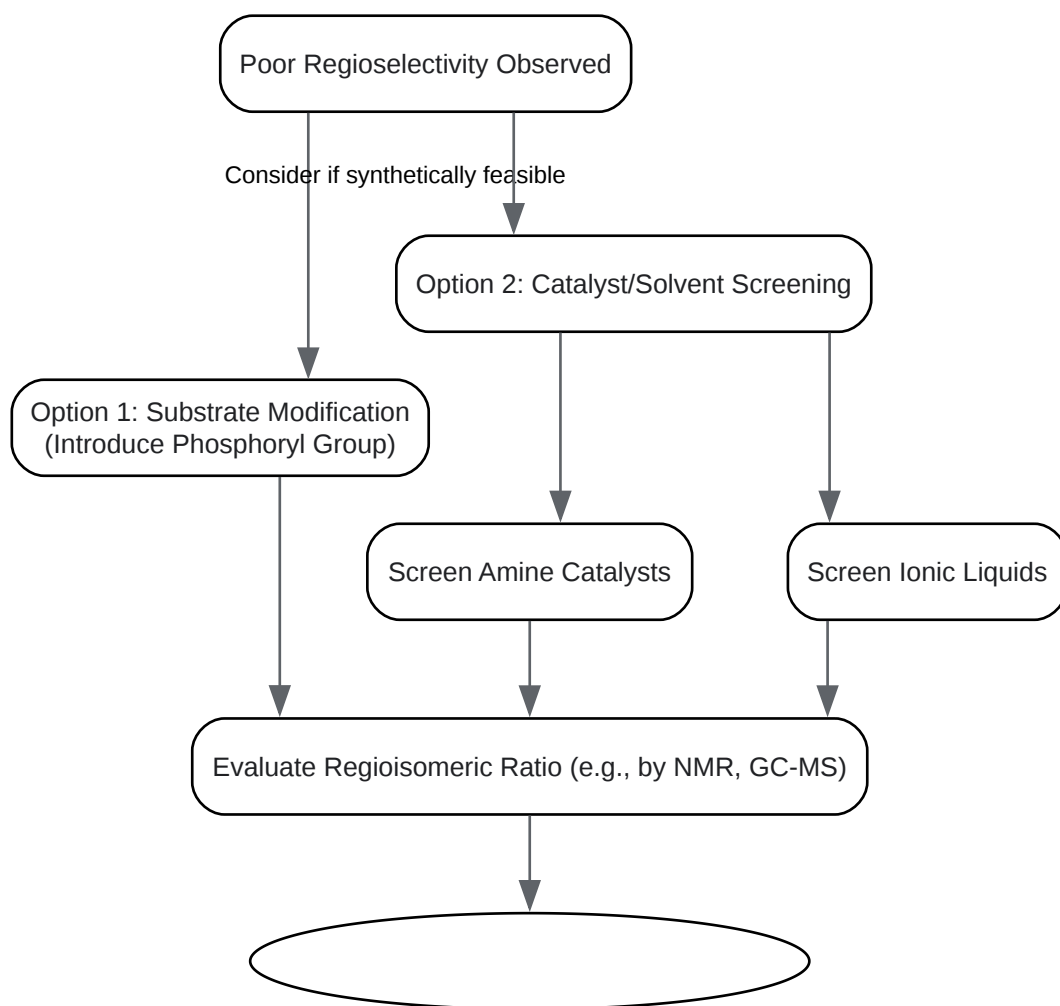 Poor Regioselectivity Observed
Consider if synthetically feasible
Option 2: Catalyst/Solvent Screening
Option 1: Substrate Modification
(Introduce Phosphoryl Group)
Screen Amine Catalysts
Screen Ionic Liquids
Evaluate Regioisomeric Ratio (e.g., by NMR, GC-MS)